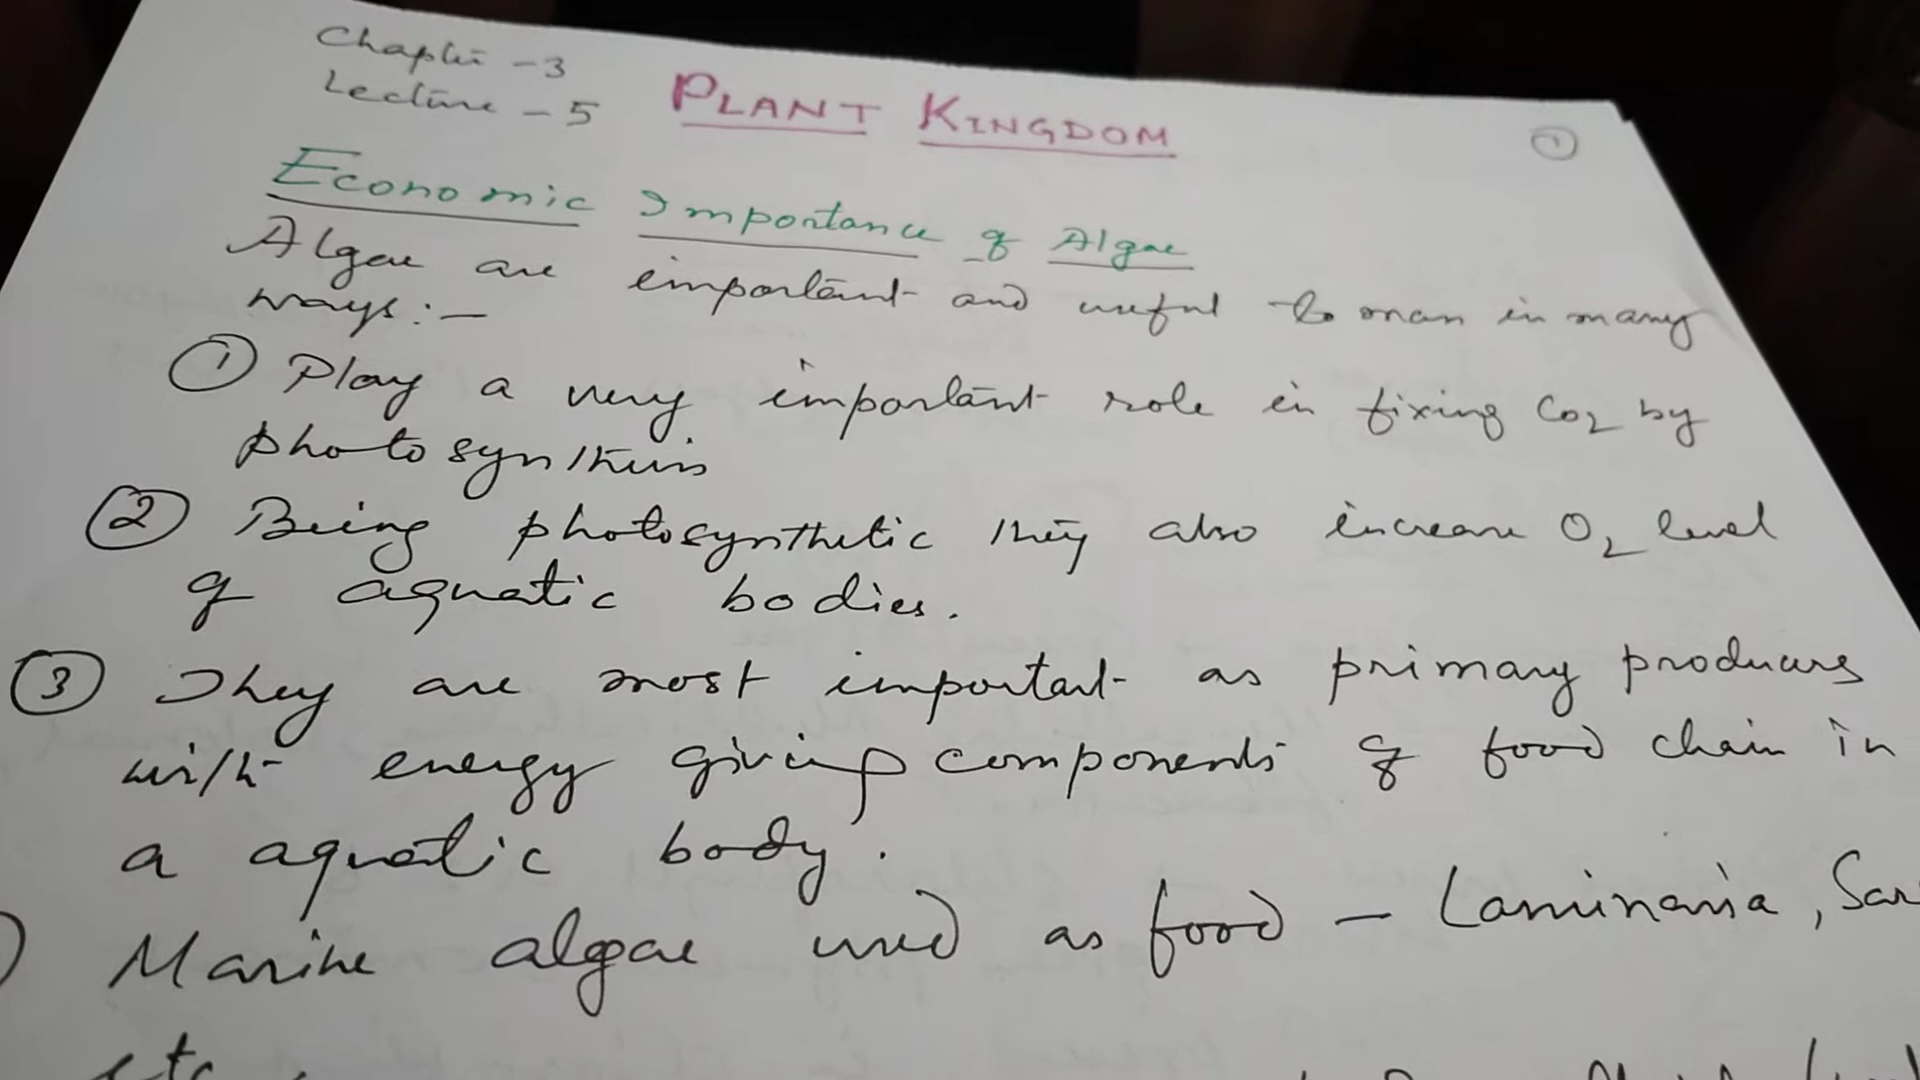 Chapter - 3
Lecture - 5
PLANT KINGDOM
1
Economic Importance of Algae
Algae are important and useful to man in many
ways:-
1 Play a very important role in fixing CO2 by
photosynthesis
2 Being photosynthetic they also increase O2 level
of aquatic bodies.
3 They are most important as primary producers
with energy giving components of food chain in
a aquatic body.
Marine algae used as food - Laminaria, Sar
etc.